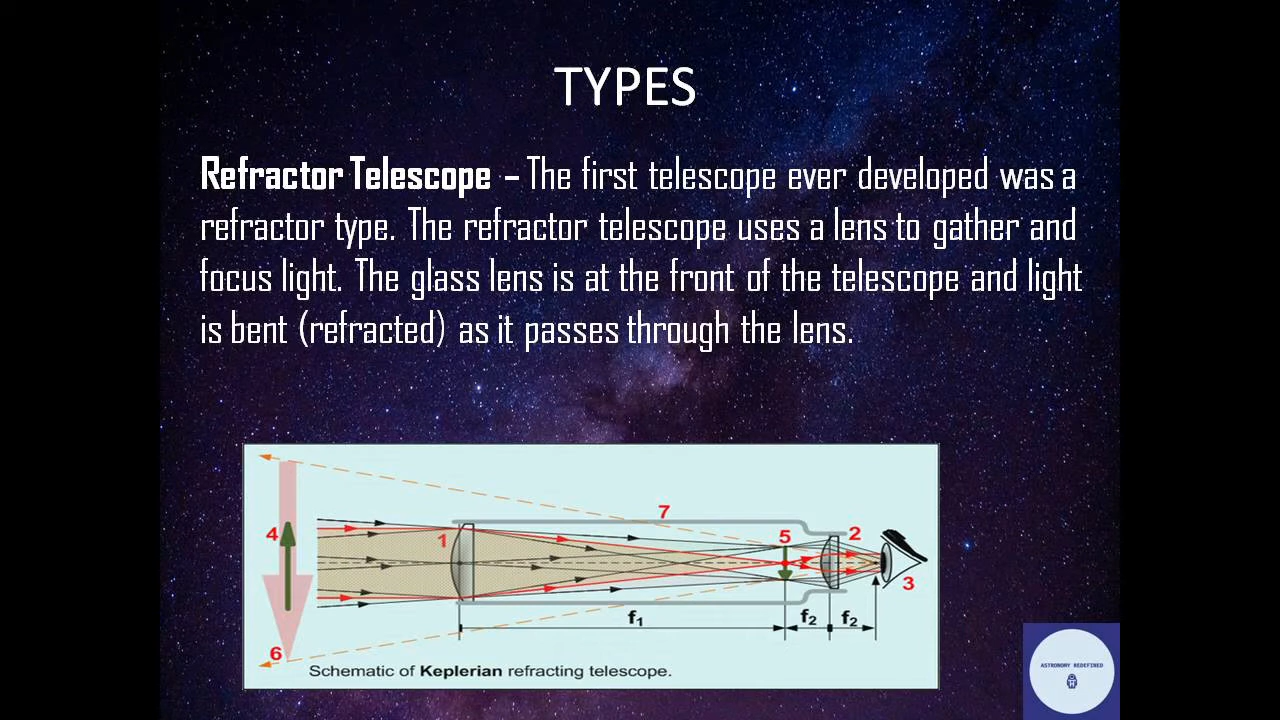 TYPES
Refractor Telescope – The first telescope ever developed was a
refractor type. The refractor telescope uses a lens to gather and
focus light. The glass lens is at the front of the telescope and light
is bent (refracted) as it passes through the lens.
7
4
1
5
2
3
f₁
f₂
f₂
6
Schematic of Keplerian refracting telescope.
ASTRONOMY REDEFINED